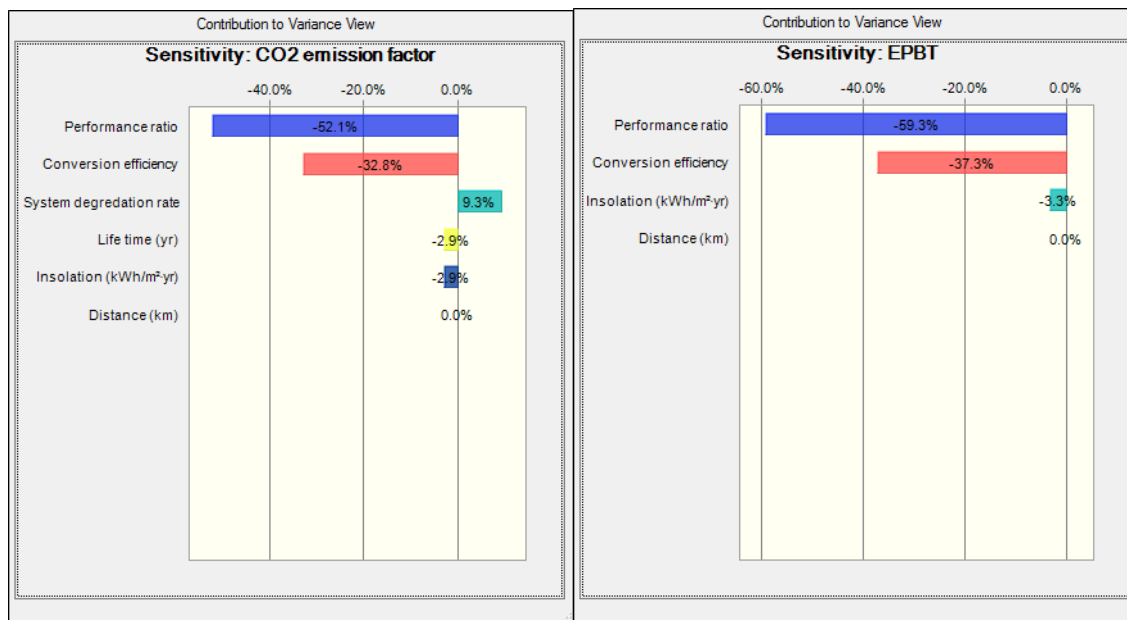 Contribution to Variance View
Sensitivity: CO2 emission factor
-40.0% -20.0% 0.0%
Performance ratio -52.1%
Conversion efficiency -32.8%
System degredation rate 9.3%
Life time (yr) -2.9%
Insolation (kWh/m²·yr) -2.9%
Distance (km) 0.0%
Contribution to Variance View
Sensitivity: EPBT
-60.0% -40.0% -20.0% 0.0%
Performance ratio -59.3%
Conversion efficiency -37.3%
Insolation (kWh/m²·yr) -3.3%
Distance (km) 0.0%